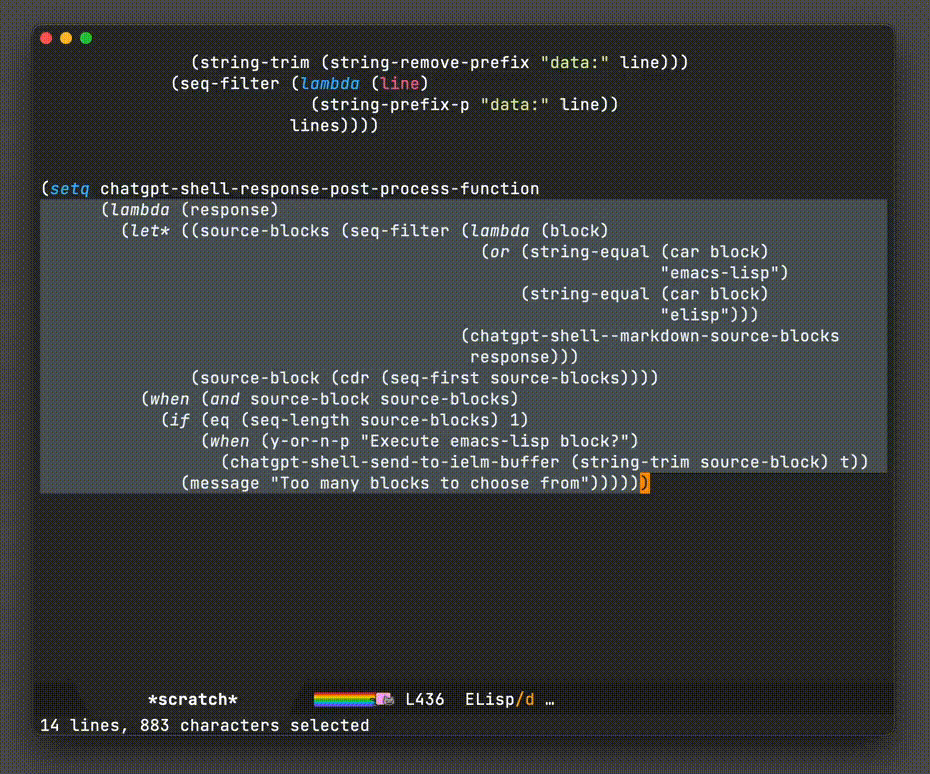 (string-trim (string-remove-prefix "data:" line)))
(seq-filter (lambda (line)
(string-prefix-p "data:" line))
lines))))
(setq chatgpt-shell-response-post-process-function
(lambda (response)
(let* ((source-blocks (seq-filter (lambda (block)
(or (string-equal (car block)
"emacs-lisp")
(string-equal (car block)
"elisp")))
(chatgpt-shell--markdown-source-blocks
response)))
(source-block (cdr (seq-first source-blocks))))
(when (and source-block source-blocks)
(if (eq (seq-length source-blocks) 1)
(when (y-or-n-p "Execute emacs-lisp block?")
(chatgpt-shell-send-to-ielm-buffer (string-trim source-block) t))
(message "Too many blocks to choose from"))))))
*scratch* L436 ELisp/d …
14 lines, 883 characters selected